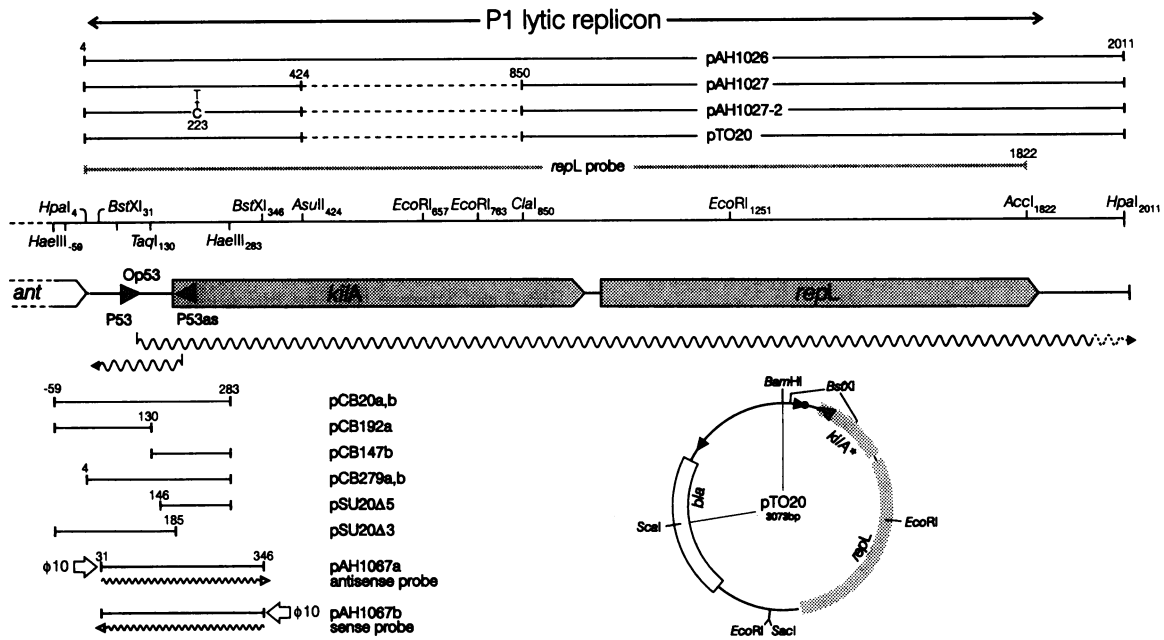 P1 lytic replicon
4 2011
pAH1026
424 850
pAH1027
T
C
223
pAH1027-2
pTO20
1822
repL probe
HpaI4 BstXI31 BstXI346 AsuII424 EcoRI657 EcoRI763 ClaI850 EcoRI1251 AccI1822 HpaI2011
HaeIII-59 TaqI130 HaeIII283
Op53
ant kilA repL
P53 P53as
-59 283 pCB20a,b
130 pCB192a
pCB147b
4 pCB279a,b
146 pSU20Δ5
185 pSU20Δ3
ϕ10 31 346 pAH1067a
antisense probe
ϕ10 pAH1067b
sense probe
BamHI BstXI
kilA*
bla
pTO20
3073bp
ScaI
EcoRI
repL
EcoRI SacI